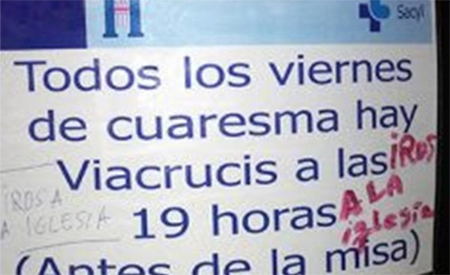 H
Sacyl
Todos los viernes
de cuaresma hay
Viacrucis a las
19 horas
(Antes de la misa)
iROS
A LA
iglesia
iROS A
A IGLESIA